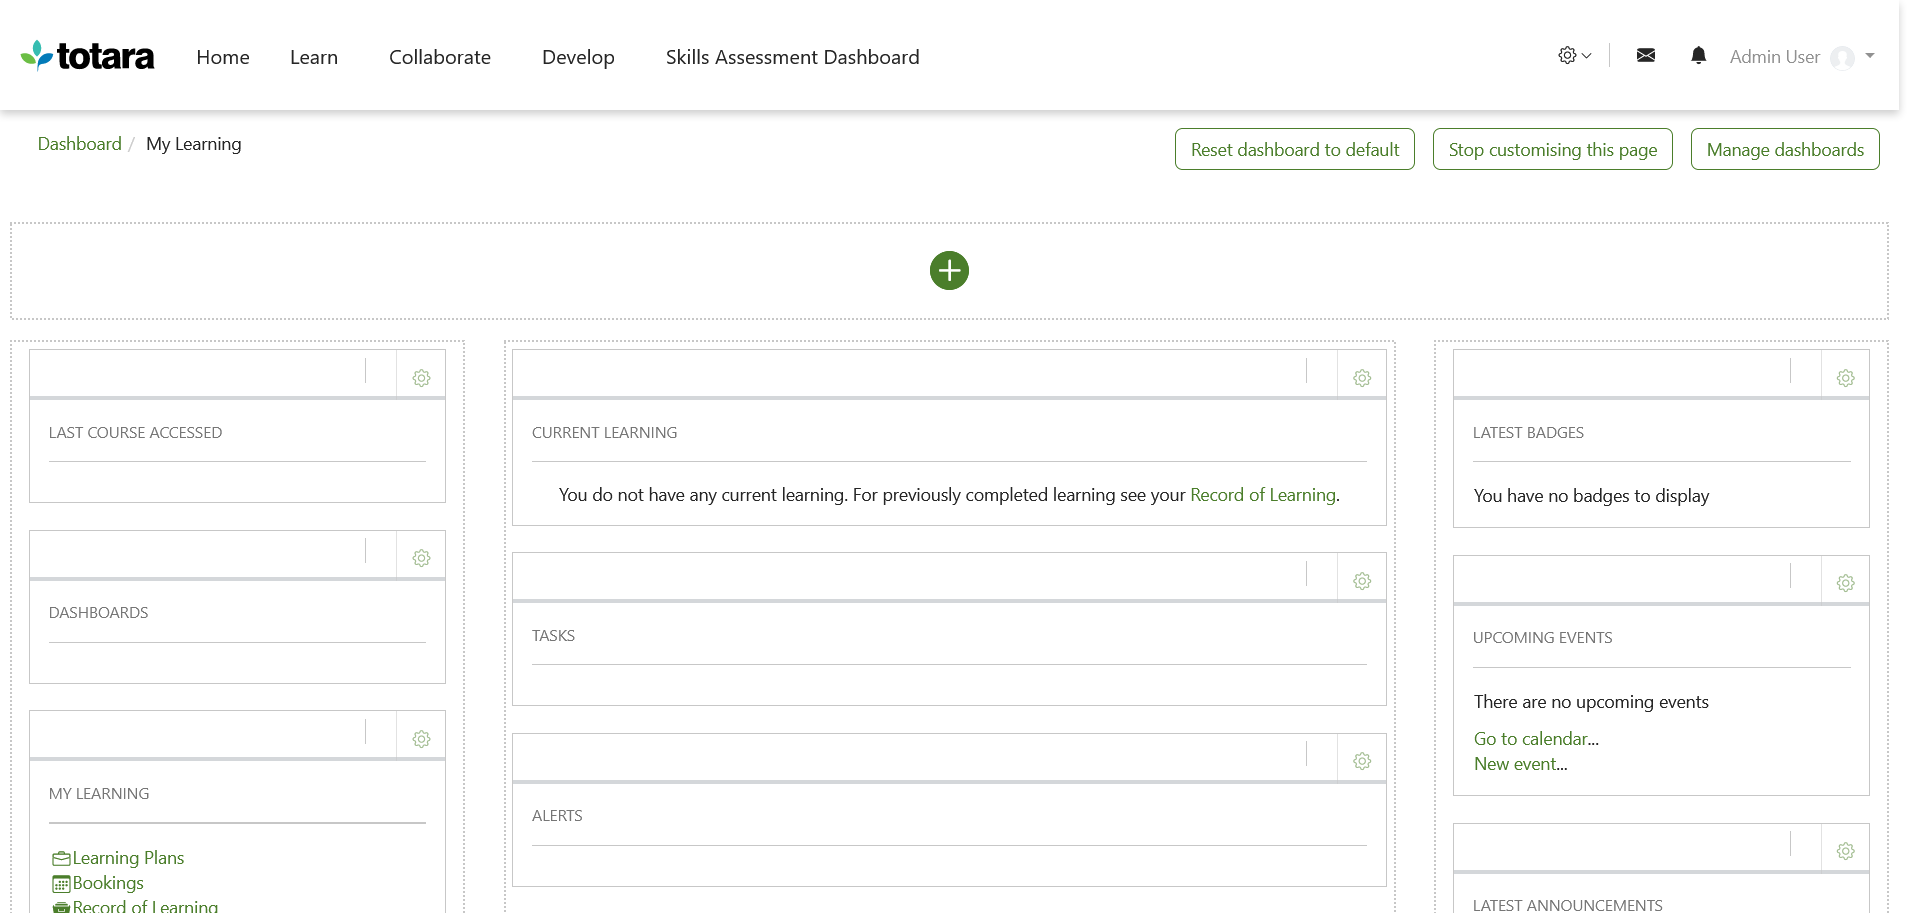 totara
Home Learn Collaborate Develop Skills Assessment Dashboard Admin User
Dashboard / My Learning
Reset dashboard to default Stop customising this page Manage dashboards
LAST COURSE ACCESSED
DASHBOARDS
MY LEARNING
Learning Plans
Bookings
Record of Learning
CURRENT LEARNING
You do not have any current learning. For previously completed learning see your Record of Learning.
TASKS
ALERTS
LATEST BADGES
You have no badges to display
UPCOMING EVENTS
There are no upcoming events
Go to calendar...
New event...
LATEST ANNOUNCEMENTS